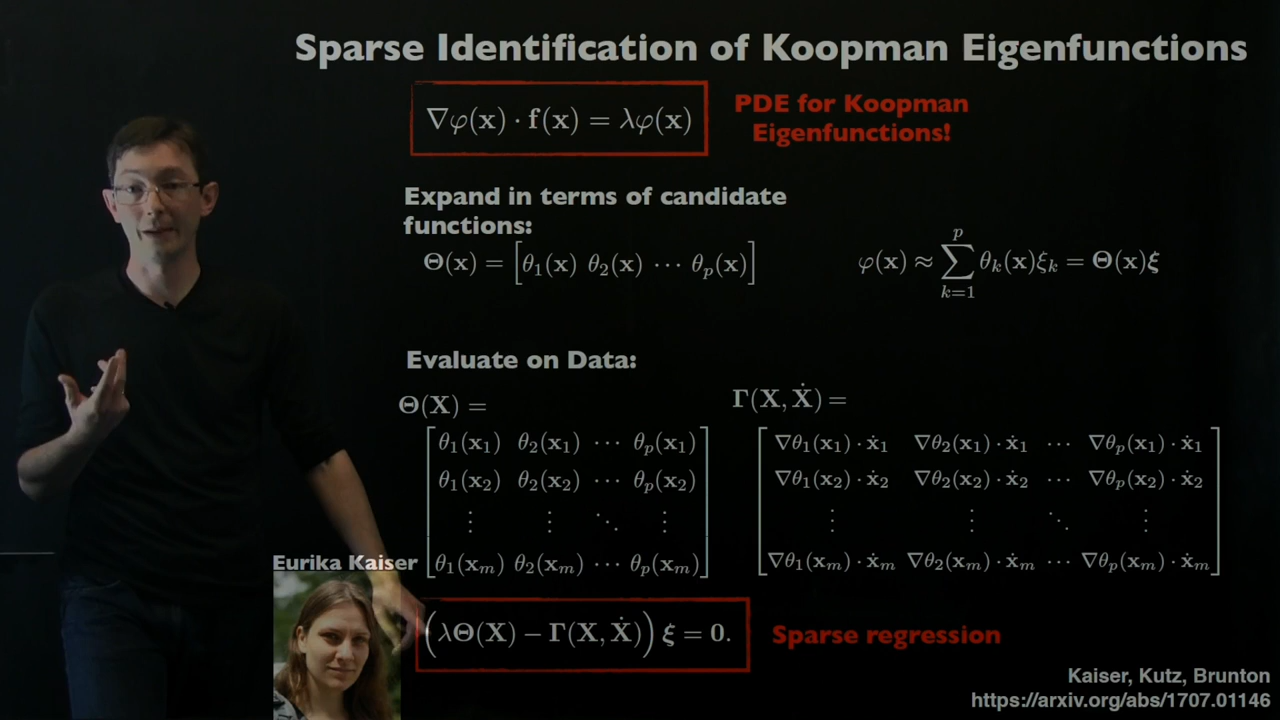 Sparse Identification of Koopman Eigenfunctions
∇φ(x) · f(x) = λφ(x)
PDE for Koopman
Eigenfunctions!
Expand in terms of candidate
functions:
Θ(x) = [θ₁(x) θ₂(x) ⋯ θₚ(x)]
φ(x) ≈ ∑ₖ₌₁ᵖ θₖ(x)ξₖ = Θ(x)ξ
Evaluate on Data:
Θ(X) =
θ₁(x₁) θ₂(x₁) ⋯ θₚ(x₁)
θ₁(x₂) θ₂(x₂) ⋯ θₚ(x₂)
⋮ ⋮ ⋱ ⋮
θ₁(xₘ) θ₂(xₘ) ⋯ θₚ(xₘ)
Γ(X, Ẋ) =
∇θ₁(x₁) · ẋ₁ ∇θ₂(x₁) · ẋ₁ ⋯ ∇θₚ(x₁) · ẋ₁
∇θ₁(x₂) · ẋ₂ ∇θ₂(x₂) · ẋ₂ ⋯ ∇θₚ(x₂) · ẋ₂
⋮ ⋮ ⋱ ⋮
∇θ₁(xₘ) · ẋₘ ∇θ₂(xₘ) · ẋₘ ⋯ ∇θₚ(xₘ) · ẋₘ
Eurika Kaiser
(λΘ(X) − Γ(X, Ẋ)) ξ = 0.
Sparse regression
Kaiser, Kutz, Brunton
https://arxiv.org/abs/1707.01146